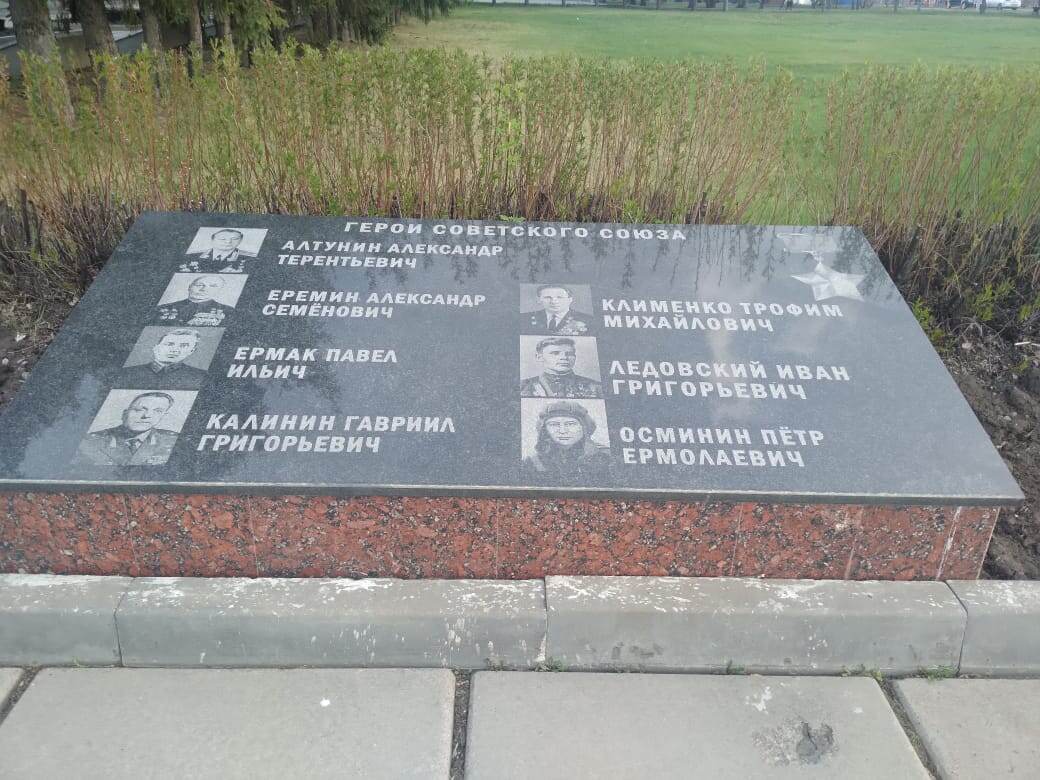 ГЕРОИ СОВЕТСКОГО СОЮЗА
АЛТУНИН АЛЕКСАНДР
ТЕРЕНТЬЕВИЧ
ЕРЕМИН АЛЕКСАНДР
СЕМЁНОВИЧ
ЕРМАК ПАВЕЛ
ИЛЬИЧ
КАЛИНИН ГАВРИИЛ
ГРИГОРЬЕВИЧ
КЛИМЕНКО ТРОФИМ
МИХАЙЛОВИЧ
ЛЕДОВСКИЙ ИВАН
ГРИГОРЬЕВИЧ
ОСМИНИН ПЁТР
ЕРМОЛАЕВИЧ